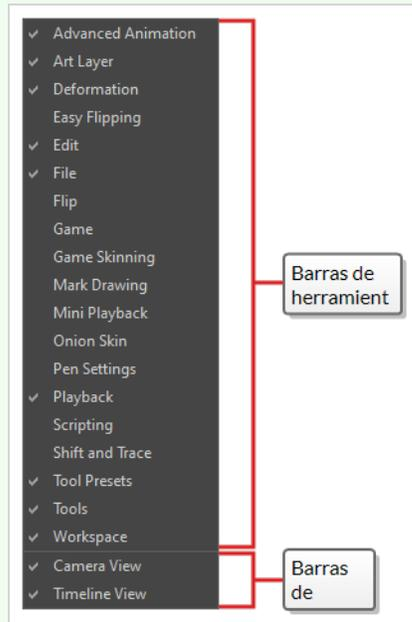 Advanced Animation
Art Layer
Deformation
Easy Flipping
Edit
File
Flip
Game
Game Skinning
Mark Drawing
Mini Playback
Onion Skin
Pen Settings
Playback
Scripting
Shift and Trace
Tool Presets
Tools
Workspace
Camera View
Timeline View
Barras de
herramient
Barras
de